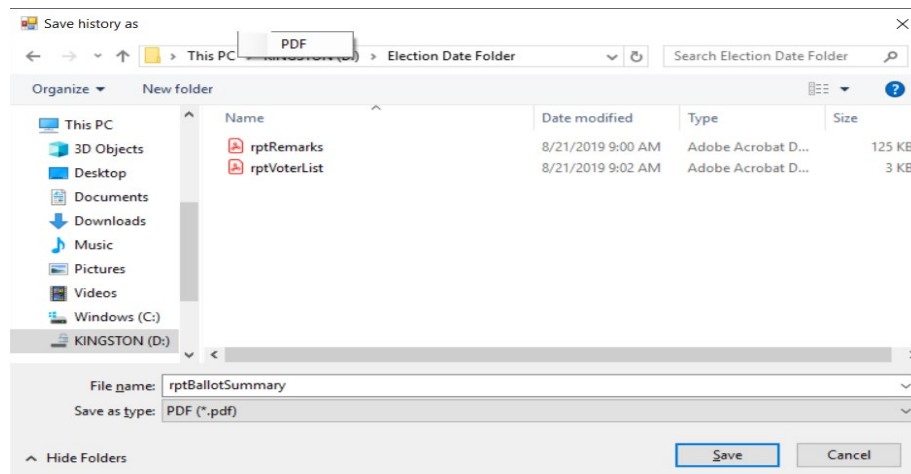 Save history as
PDF
This PC > KINGSTON (D:) > Election Date Folder
Search Election Date Folder
Organize New folder
Name Date modified Type Size
This PC
3D Objects
Desktop
Documents
Downloads
Music
Pictures
Videos
Windows (C:)
KINGSTON (D:)
rptRemarks 8/21/2019 9:00 AM Adobe Acrobat D... 125 KB
rptVoterList 8/21/2019 9:02 AM Adobe Acrobat D... 3 KB
File name: rptBallotSummary
Save as type: PDF (*.pdf)
Hide Folders
Save Cancel